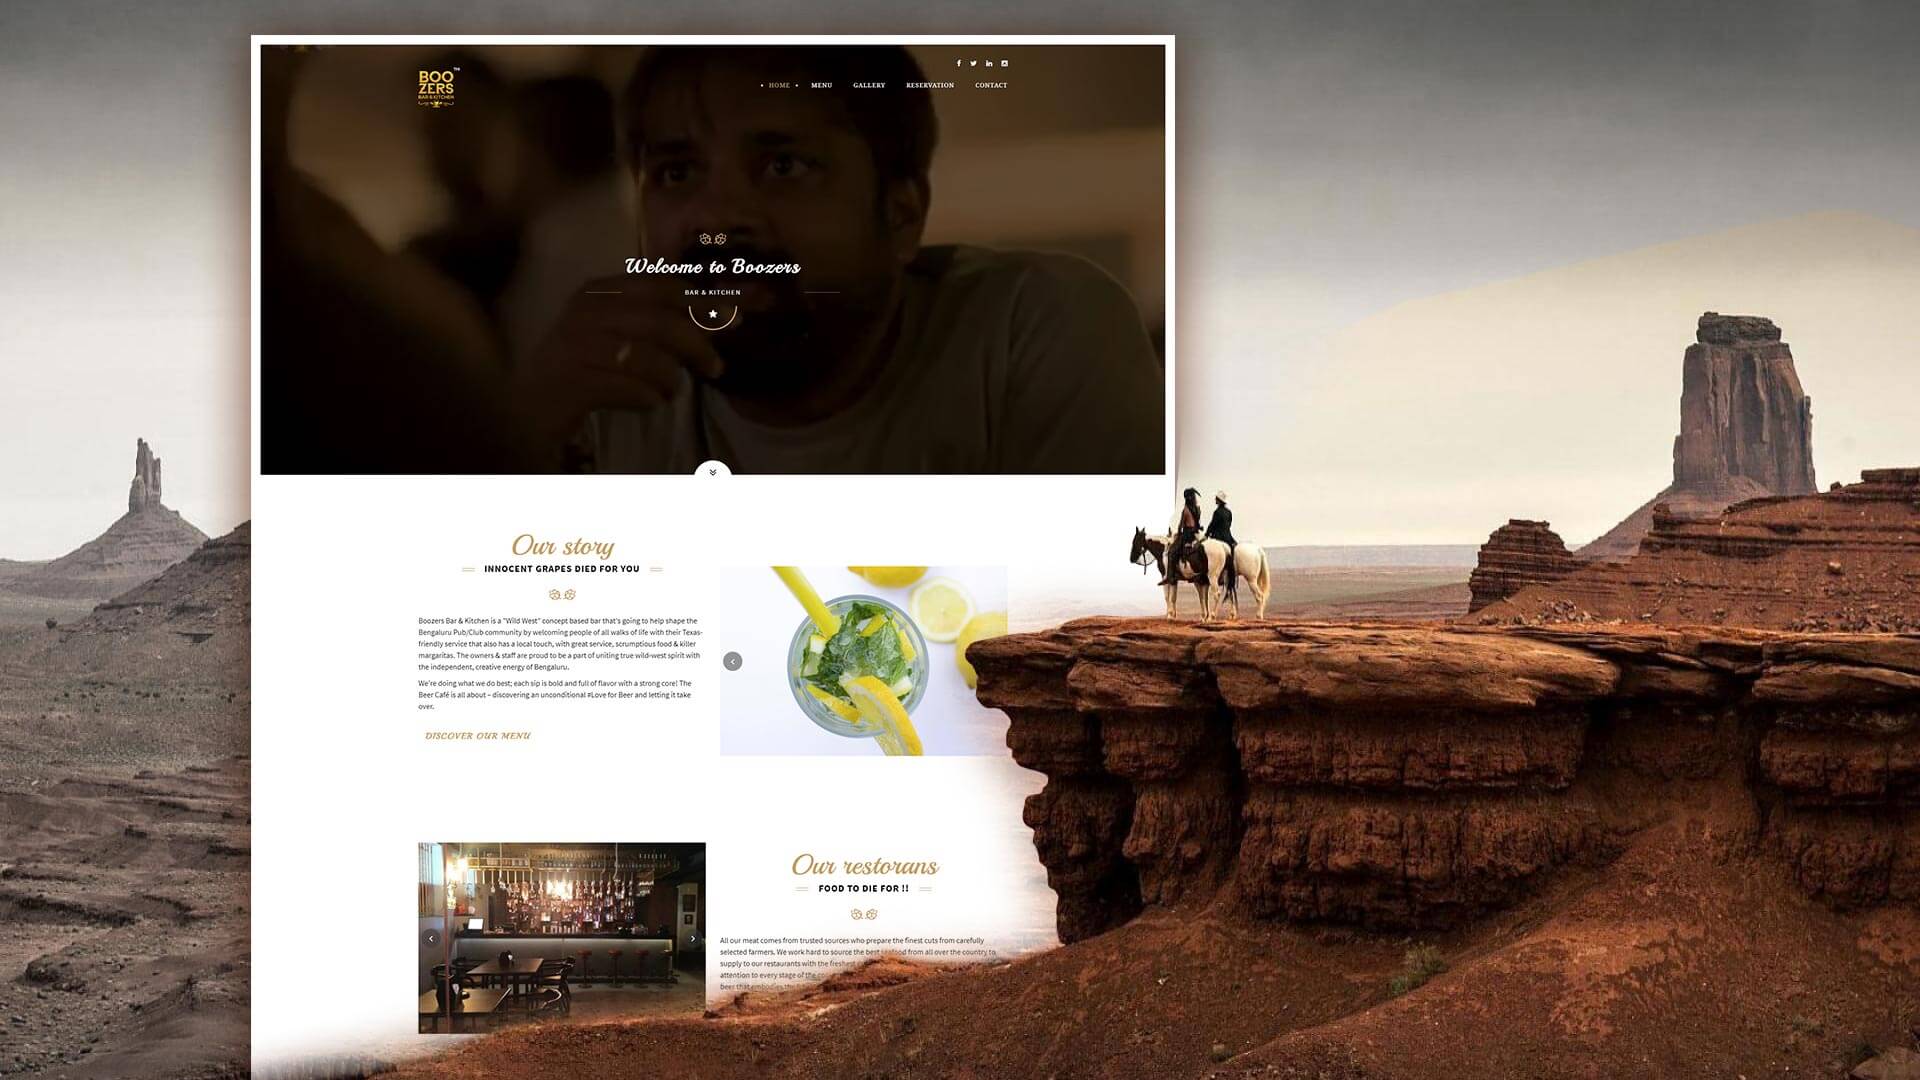 BOO
ZERS
TM
BAR & KITCHEN
HOME
MENU
GALLERY
RESERVATION
CONTACT
Welcome to Boozers
BAR & KITCHEN
Our story
INNOCENT GRAPES DIED FOR YOU
Boozers Bar & Kitchen is a "Wild West" concept based bar that's going to help shape the
Bengaluru Pub/Club community by welcoming people of all walks of life with their Texas-
friendly service that also has a local touch, with great service, scrumptious food & killer
margaritas. The owners & staff are proud to be a part of uniting true wild-west spirit with
the independent, creative energy of Bengaluru.
We're doing what we do best; each sip is bold and full of flavor with a strong core! The
Beer Café is all about – discovering an unconditional #Love for Beer and letting it take
over.
DISCOVER OUR MENU
Our restorans
FOOD TO DIE FOR !!
All our meat comes from trusted sources who prepare the finest cuts from carefully
selected farmers. We work hard to source the best seafood from all over the country to
supply to our restaurants with the freshest
attention to every stage of the
beer that embodies the